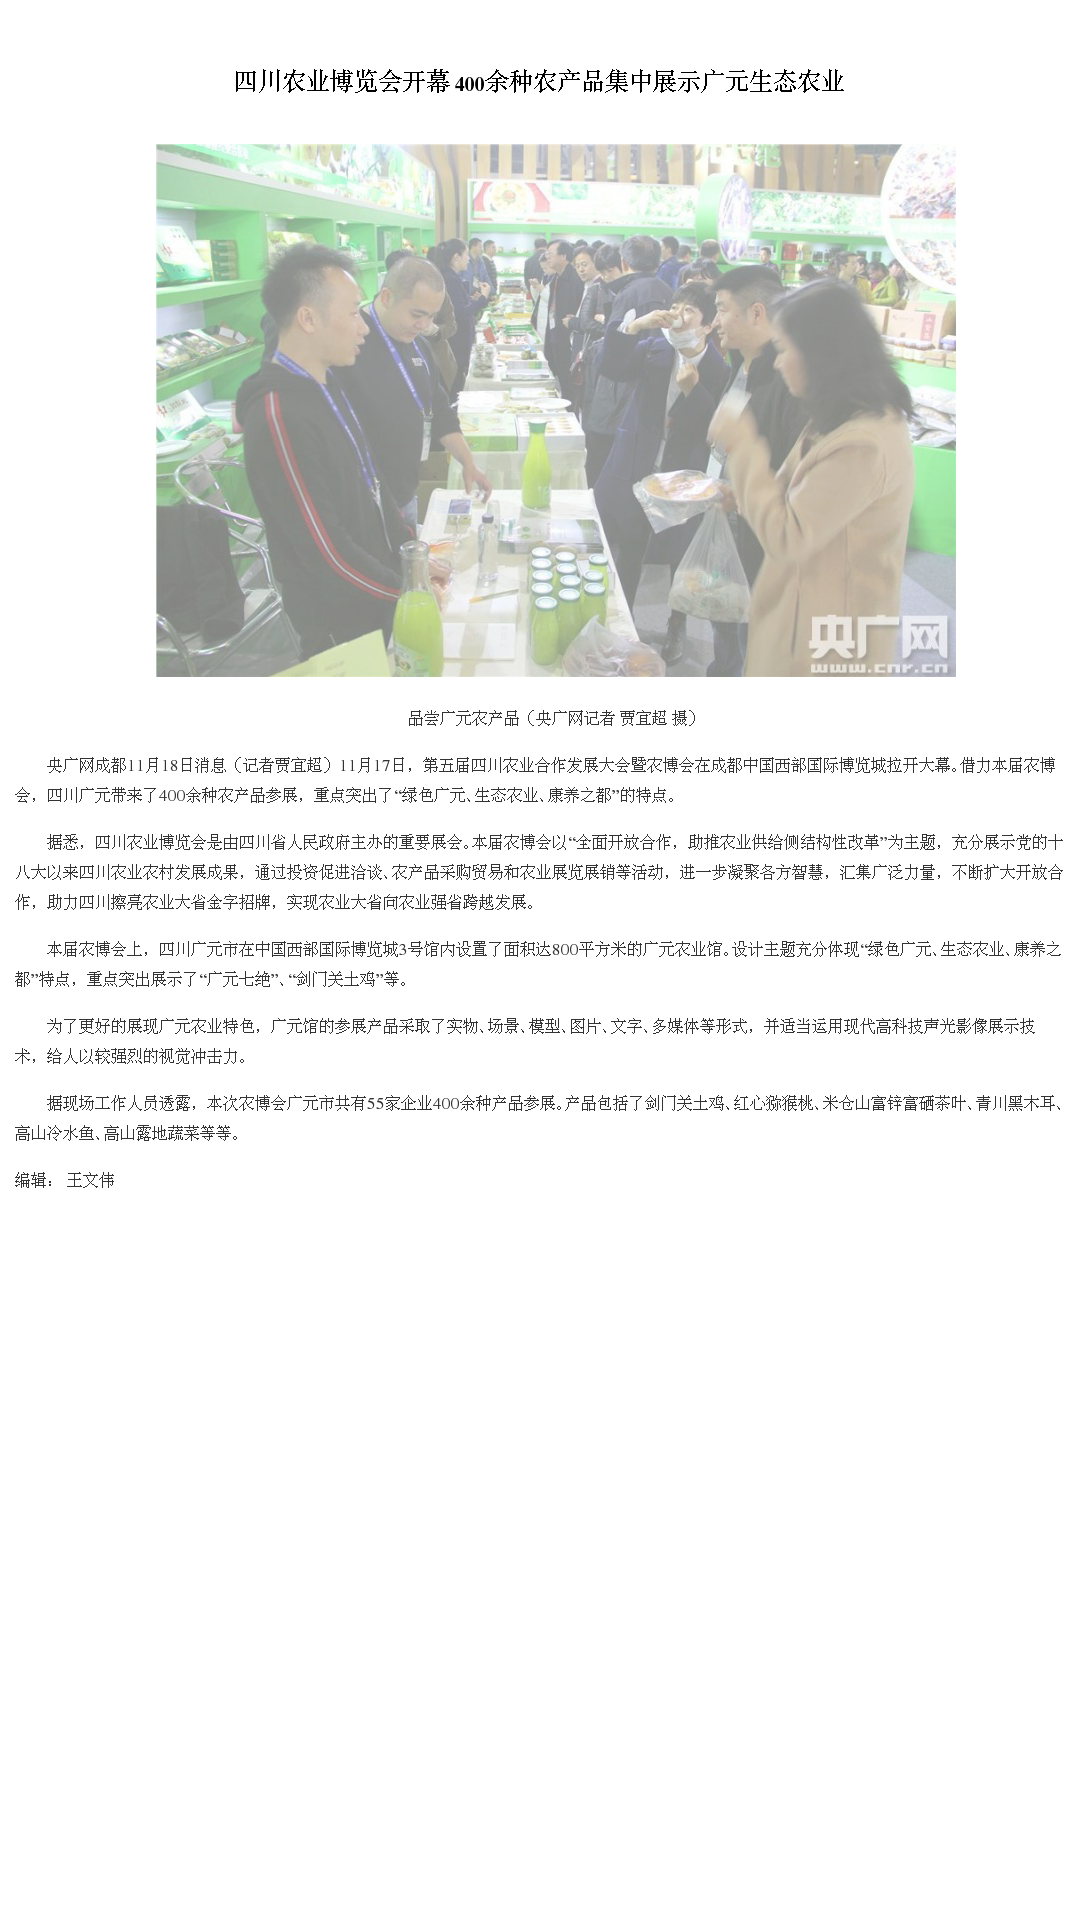 四川农业博览会开幕 400余种农产品集中展示广元生态农业
央广网
www.cnr.cn
品尝广元农产品（央广网记者 贾宜超 摄）
央广网成都11月18日消息（记者贾宜超）11月17日，第五届四川农业合作发展大会暨农博会在成都中国西部国际博览城拉开大幕。借力本届农博
会，四川广元带来了400余种农产品参展，重点突出了“绿色广元、生态农业、康养之都”的特点。
据悉，四川农业博览会是由四川省人民政府主办的重要展会。本届农博会以“全面开放合作，助推农业供给侧结构性改革”为主题，充分展示党的十
八大以来四川农业农村发展成果，通过投资促进洽谈、农产品采购贸易和农业展览展销等活动，进一步凝聚各方智慧，汇集广泛力量，不断扩大开放合
作，助力四川擦亮农业大省金字招牌，实现农业大省向农业强省跨越发展。
本届农博会上，四川广元市在中国西部国际博览城3号馆内设置了面积达800平方米的广元农业馆。设计主题充分体现“绿色广元、生态农业、康养之
都”特点，重点突出展示了“广元七绝”、“剑门关土鸡”等。
为了更好的展现广元农业特色，广元馆的参展产品采取了实物、场景、模型、图片、文字、多媒体等形式，并适当运用现代高科技声光影像展示技
术，给人以较强烈的视觉冲击力。
据现场工作人员透露，本次农博会广元市共有55家企业400余种产品参展。产品包括了剑门关土鸡、红心猕猴桃、米仓山富锌富硒茶叶、青川黑木耳、
高山冷水鱼、高山露地蔬菜等等。
编辑： 王文伟